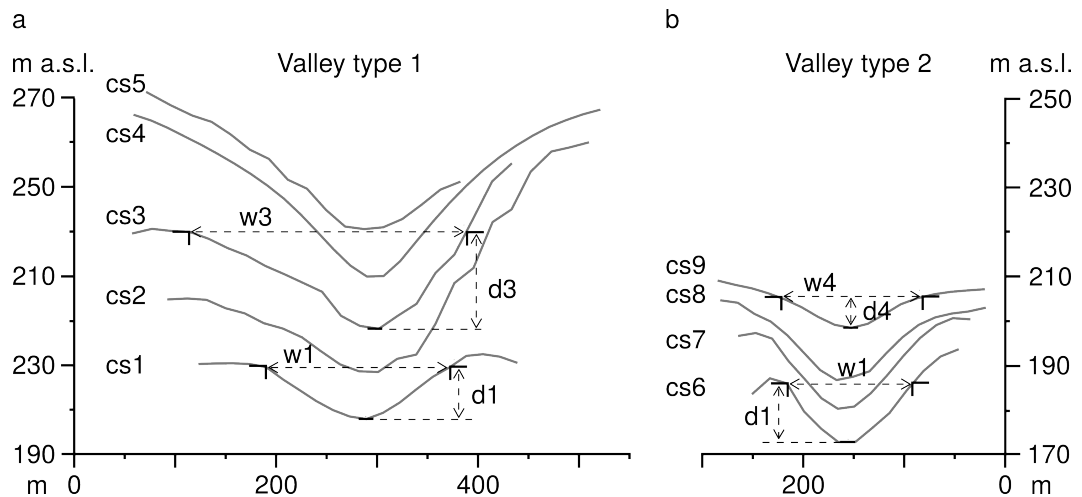 a
b
Valley type 1
Valley type 2
m a.s.l.
m a.s.l.
cs5
270
250
cs4
250
230
cs3
w3
210
210
cs9
w4
d3
cs2
cs8
d4
cs7
230
cs1
w1
190
w1
d1
cs6
d1
190
170
m
0
200
400
200
0
m